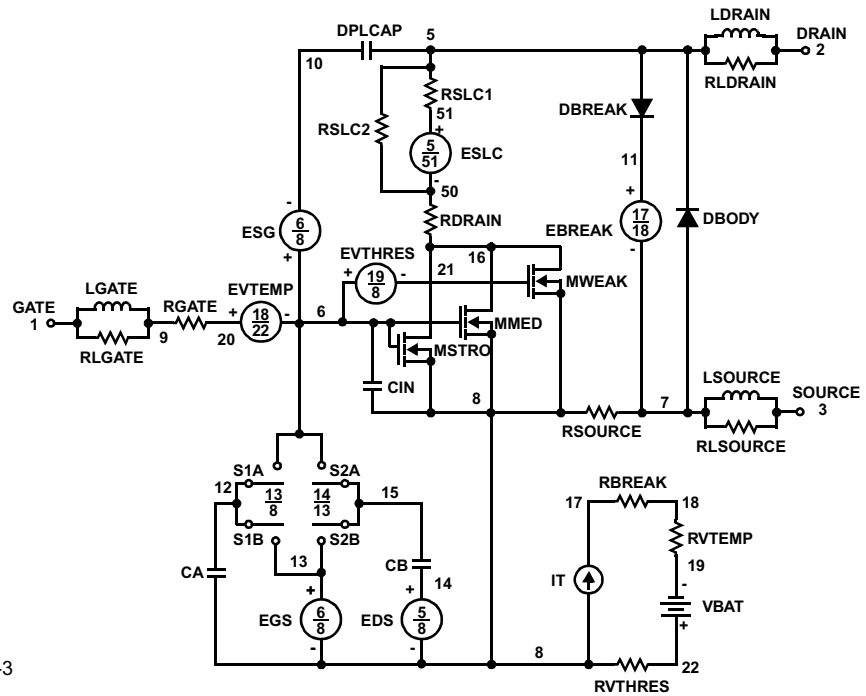 LDRAIN
DPLCAP 5 DRAIN
10 2
RLDRAIN
RSLC1
51
DBREAK
RSLC2
+
5
51
ESLC
-
50
11
-
+
RDRAIN
17
18
DBODY
ESG
6
8
EBREAK
+
EVTHRES
16
-
+ 19
8
- 21
MWEAK
LGATE
EVTEMP
GATE
1
RGATE
+ 18
22
- 6
MMED
9
20
MSTRO
RLGATE
LSOURCE
CIN
8
7
SOURCE
3
RSOURCE
RLSOURCE
S1A S2A
12
13
8
14
13
15
RBREAK
17 18
S1B S2B
RVTEMP
13
CB
19
CA
14
IT
-
+ +
VBAT
EGS
6
8
EDS
5
8
+
- -
8
22
RVTHRES
-3